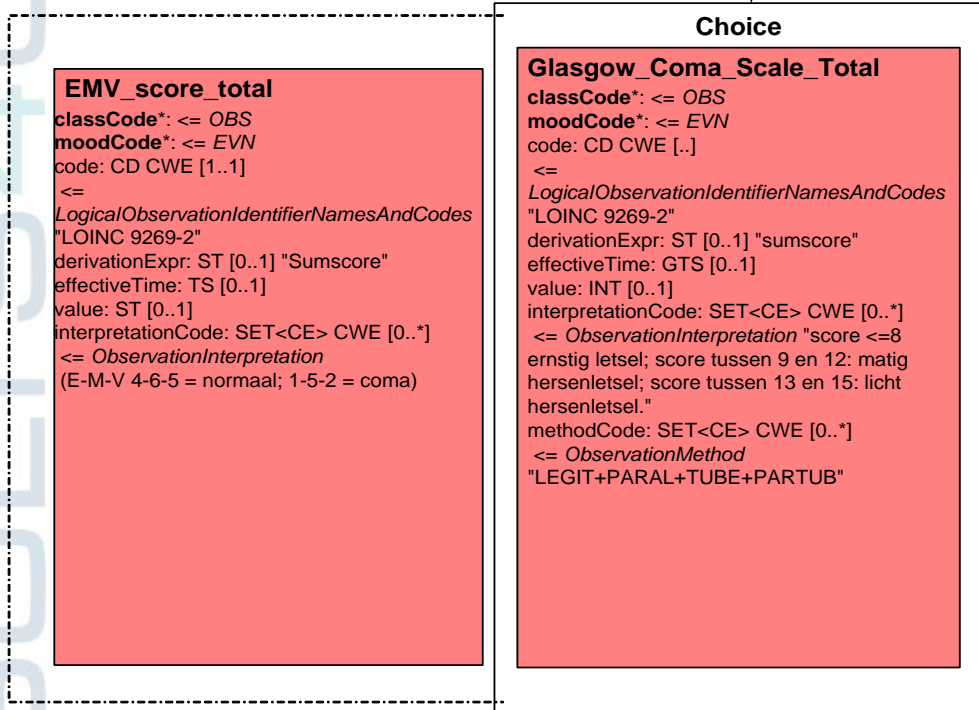 Choice
EMV_score_total
classCode*: <= OBS
moodCode*: <= EVN
code: CD CWE [1..1]
<=
LogicalObservationIdentifierNamesAndCodes
"LOINC 9269-2"
derivationExpr: ST [0..1] "Sumscore"
effectiveTime: TS [0..1]
value: ST [0..1]
interpretationCode: SET<CE> CWE [0..*]
<= ObservationInterpretation
(E-M-V 4-6-5 = normaal; 1-5-2 = coma)
Glasgow_Coma_Scale_Total
classCode*: <= OBS
moodCode*: <= EVN
code: CD CWE [..]
<=
LogicalObservationIdentifierNamesAndCodes
"LOINC 9269-2"
derivationExpr: ST [0..1] "sumscore"
effectiveTime: GTS [0..1]
value: INT [0..1]
interpretationCode: SET<CE> CWE [0..*]
<= ObservationInterpretation "score <=8
ernstig letsel; score tussen 9 en 12: matig
hersenletsel; score tussen 13 en 15: licht
hersenletsel."
methodCode: SET<CE> CWE [0..*]
<= ObservationMethod
"LEGIT+PARAL+TUBE+PARTUB"